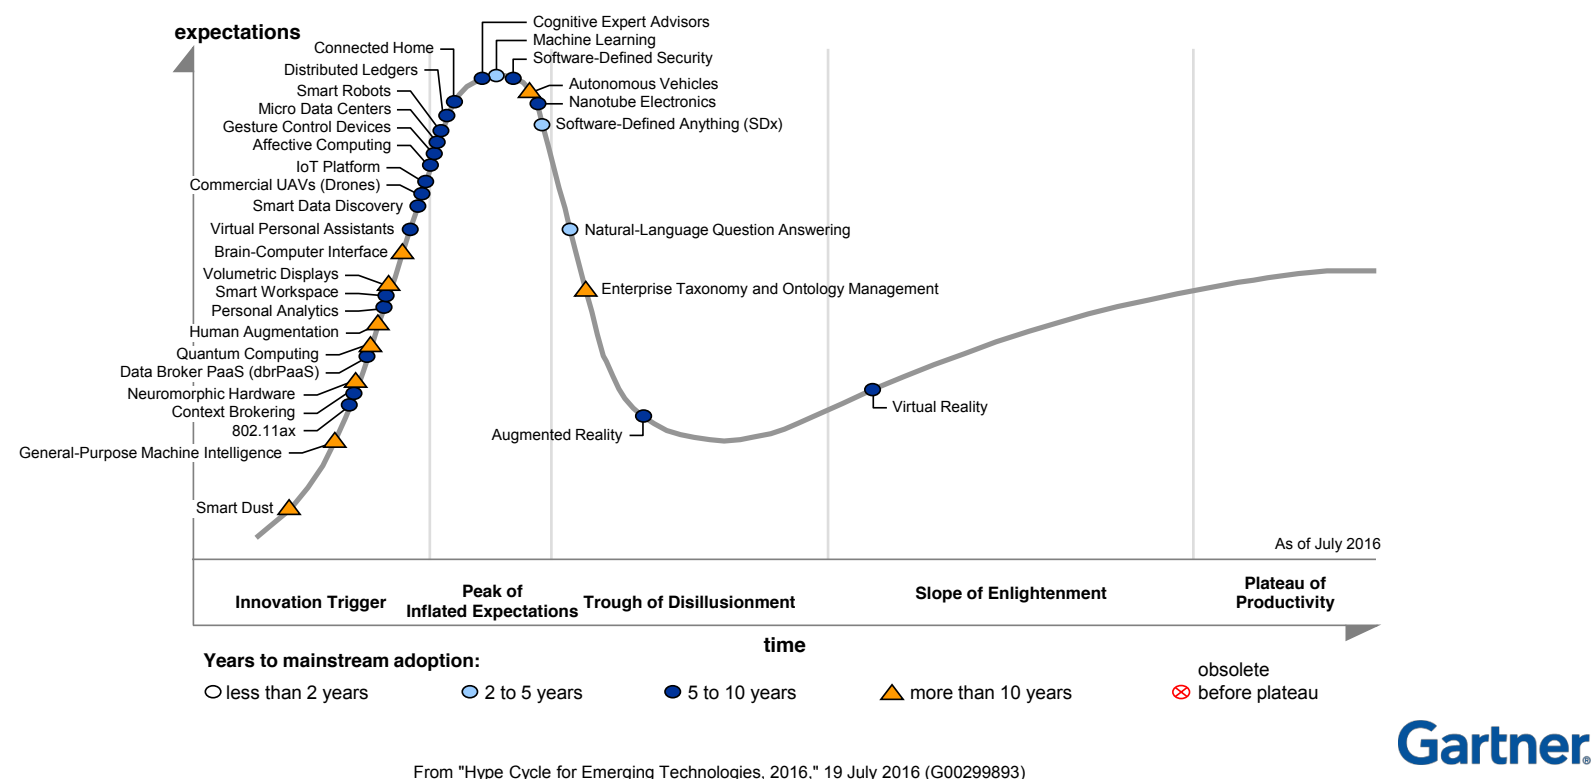 expectations
Cognitive Expert Advisors
Machine Learning
Software-Defined Security
Autonomous Vehicles
Nanotube Electronics
Software-Defined Anything (SDx)
Connected Home
Distributed Ledgers
Smart Robots
Micro Data Centers
Gesture Control Devices
Affective Computing
IoT Platform
Commercial UAVs (Drones)
Smart Data Discovery
Virtual Personal Assistants
Brain-Computer Interface
Volumetric Displays
Smart Workspace
Personal Analytics
Human Augmentation
Quantum Computing
Data Broker PaaS (dbrPaaS)
Neuromorphic Hardware
Context Brokering
802.11ax
General-Purpose Machine Intelligence
Smart Dust
Natural-Language Question Answering
Enterprise Taxonomy and Ontology Management
Augmented Reality
Virtual Reality
As of July 2016
Innovation Trigger
Peak of
Inflated Expectations
Trough of Disillusionment
Slope of Enlightenment
Plateau of
Productivity
time
Years to mainstream adoption:
less than 2 years
2 to 5 years
5 to 10 years
more than 10 years
obsolete
before plateau
Gartner
From "Hype Cycle for Emerging Technologies, 2016," 19 July 2016 (G00299893)